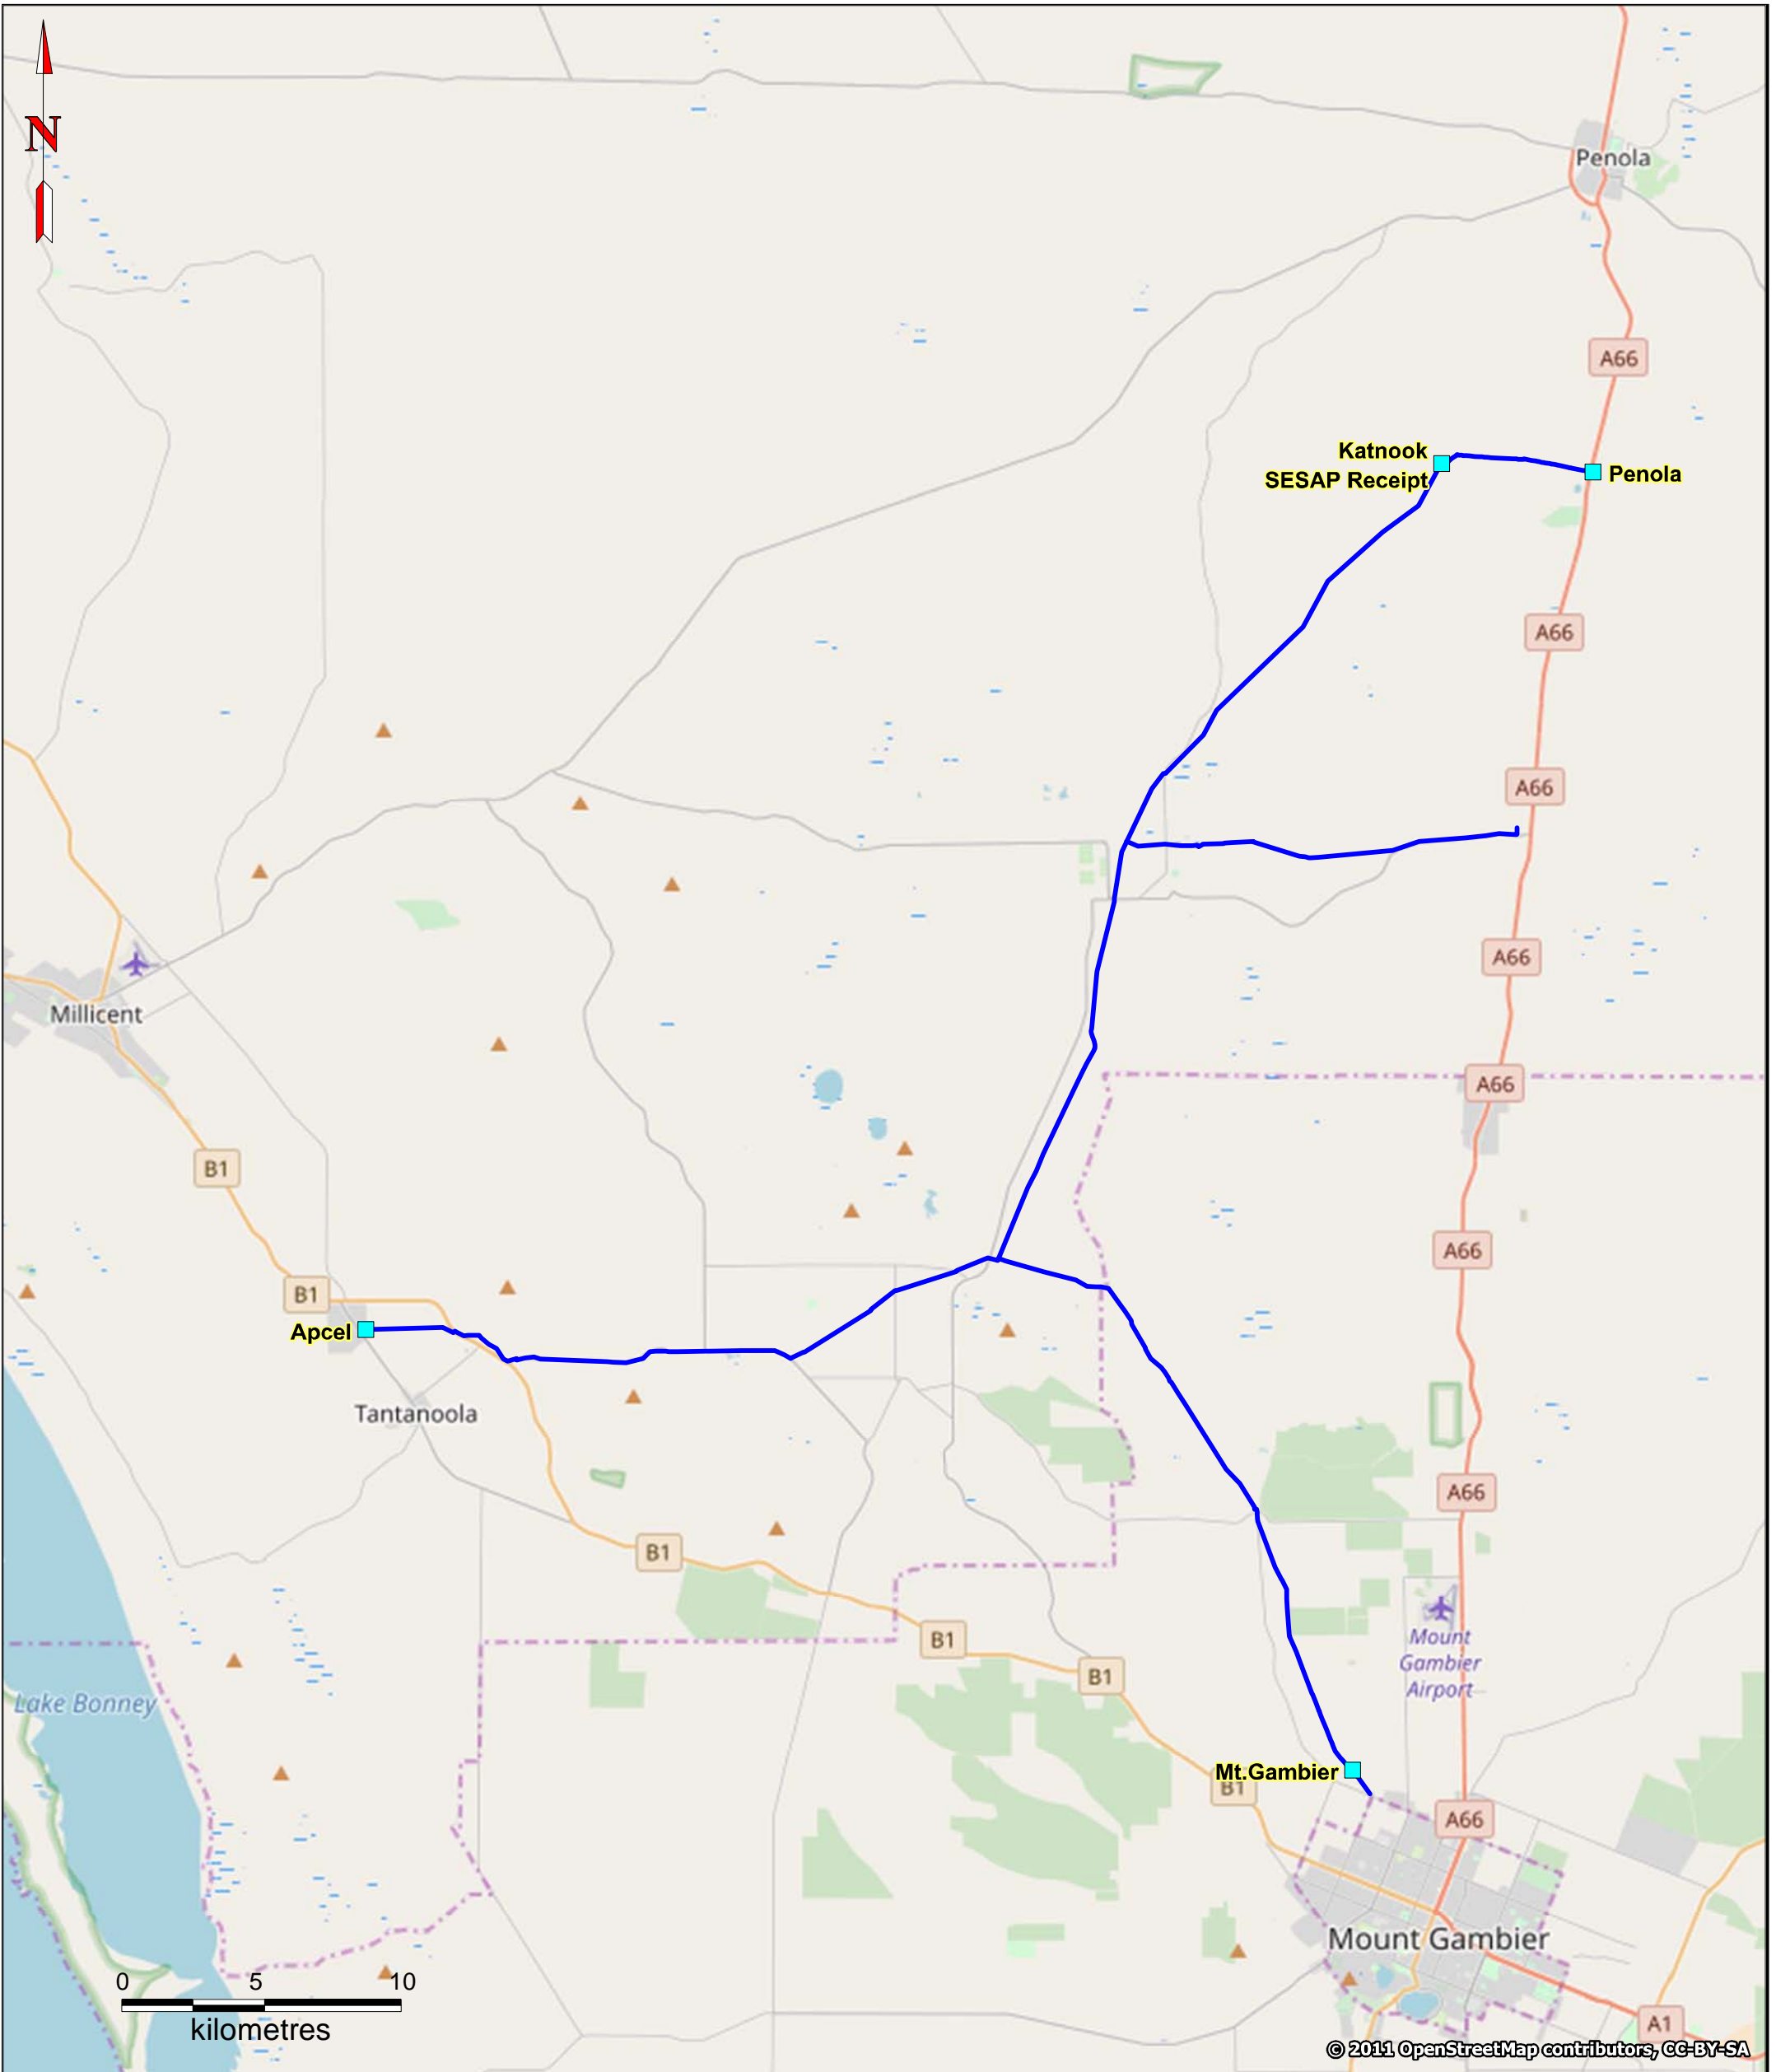 N
Penola
A66
Katnook
SESAP Receipt
Penola
A66
A66
A66
Millicent
A66
B1
A66
B1
Apcel
Tantanoola
A66
B1
B1
Mount
Gambier
Airport
B1
Lake Bonney
Mt.Gambier
B1
A66
Mount Gambier
0 5 10
kilometres
A1
© 2011 OpenStreetMap contributors, CC-BY-SA